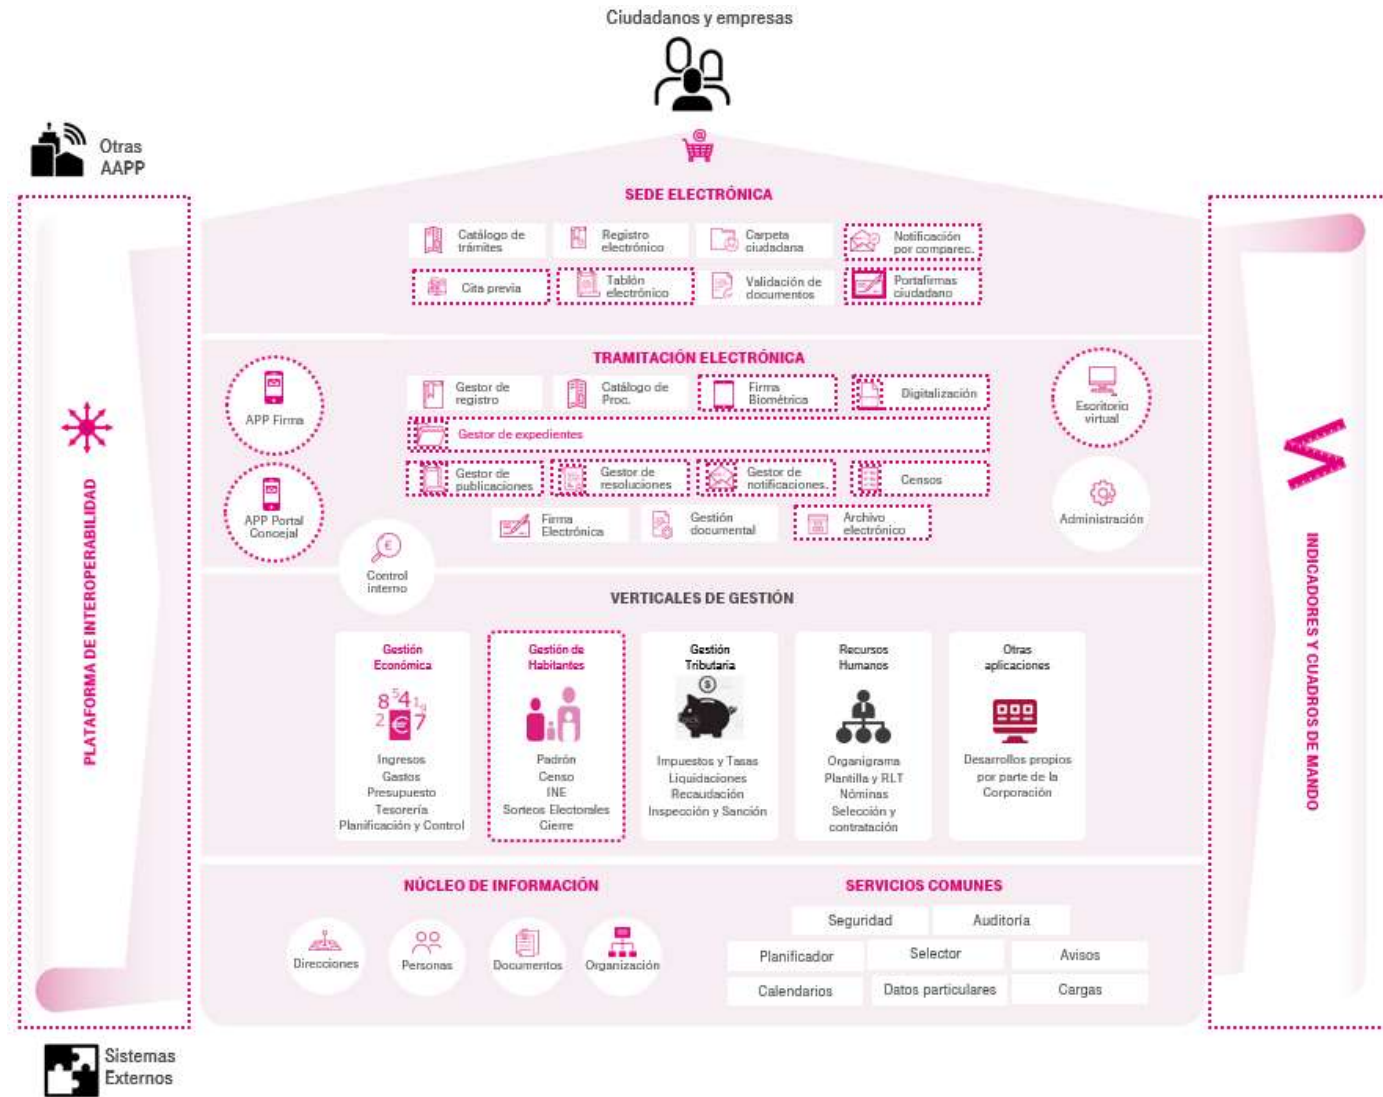 Ciudadanos y empresas
Otras
AAPP
SEDE ELECTRÓNICA
Catálogo de
trámites
Registro
electrónico
Carpeta
ciudadana
Notificación
por comparec.
Cita previa
Tablón
electrónico
Validación de
documentos
Portafirmas
ciudadano
TRAMITACIÓN ELECTRÓNICA
APP Firma
Gestor de
registro
Catálogo de
Proc.
Firma
Biométrica
Digitalización
Escritorio
virtual
Gestor de expedientes
APP Portal
Concejal
Gestor de
publicaciones
Gestor de
resoluciones
Gestor de
notificaciones.
Censos
Administración
Firma
Electrónica
Gestión
documental
Archivo
electrónico
Control
interno
PLATAFORMA DE INTEROPERABILIDAD
INDICADORES Y CUADROS DE MANDO
VERTICALES DE GESTIÓN
Gestión
Económica
Ingresos
Gastos
Presupuesto
Tesorería
Planificación y Control
Gestión de
Habitantes
Padrón
Censo
INE
Sorteos Electorales
Cierre
Gestión
Tributaria
Impuestos y Tasas
Liquidaciones
Recaudación
Inspección y Sanción
Recursos
Humanos
Organigrama
Plantilla y RLT
Nóminas
Selección y
contratación
Otras
aplicaciones
Desarrollos propios
por parte de la
Corporación
NÚCLEO DE INFORMACIÓN
Direcciones
Personas
Documentos
Organización
SERVICIOS COMUNES
Seguridad
Auditoría
Planificador
Selector
Avisos
Calendarios
Datos particulares
Cargas
Sistemas
Externos